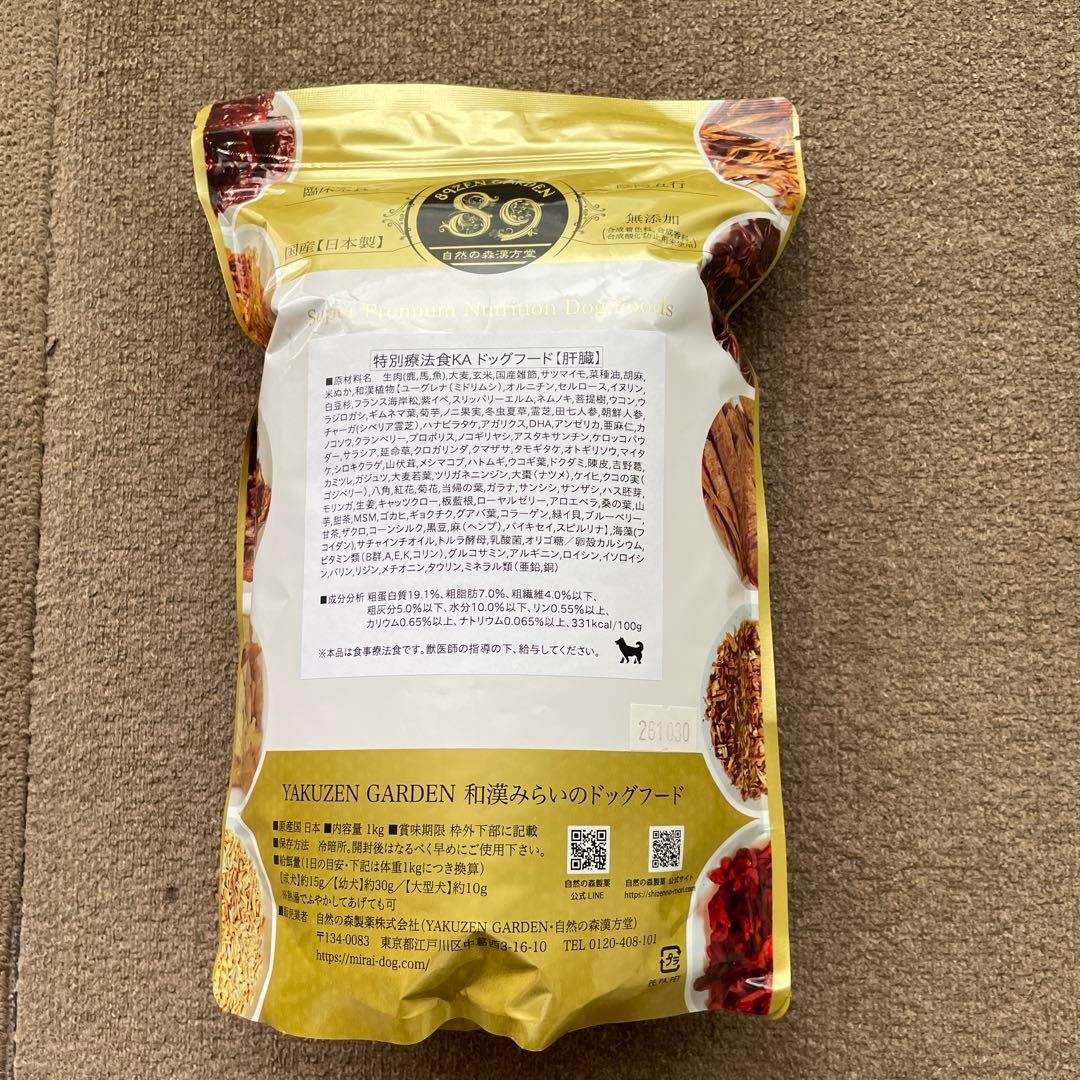 89ZEN GARDEN
89
自然の森漢方堂
国産【日本製】
無添加
(合成着色料、合成香料、
合成酸化防止剤未使用)
Super Premium Nutrition Dog Foods
特別療法食KA ドッグフード【肝臓】
■原材料名 生肉(鹿,馬,魚),大麦,玄米,国産雑節,サツマイモ,菜種油,胡麻,
米ぬか,和漢植物【ユーグレナ(ミドリムシ),オルニチン,セルロース,イヌリン,
白豆杉,フランス海岸松,紫イペ,スリッパリーエルム,ネムノキ,菩提樹,ウコン,ウ
ラジロガシ,ギムネマ葉,菊芋,ノニ果実,冬虫夏草,霊芝,田七人参,朝鮮人参,
チャーガ(シベリア霊芝),ハナビラタケ,アガリクス,DHA,アンゼリカ,亜麻仁,カ
ノコソウ,クランベリー,プロポリス,ノコギリヤシ,アスタキサンチン,ケロッコパウ
ダー,サラシア,延命草,クロガリンダ,クマザサ,タモギタケ,オトギリソウ,マイタ
ケ,シロキクラゲ,山伏茸,メシマコブ,ハトムギ,ウコギ葉,ドクダミ,陳皮,吉野葛,
カミツレ,ガジュツ,大麦若葉,ツリガネニンジン,大棗(ナツメ),ケイヒ,クコの実(
ゴジベリー),八角,紅花,菊花,当帰の葉,ガラナ,サンシシ,サンザシ,ハス胚芽,
モリンガ,生姜,キャッツクロー,板藍根,ローヤルゼリー,アロエベラ,桑の葉,山
芋,甜茶,MSM,ゴカヒ,ギョクチク,グアバ葉,コラーゲン,緑イ貝,ブルーベリー,
甘茶,ザクロ,コーンシルク,黒豆,麻(ヘンプ),バイキセイ,スピルリナ】,海藻(フ
コイダン),サチャインチオイル,トルラ酵母,乳酸菌,オリゴ糖／卵殻カルシウム,
ビタミン類(B群,A,E,K,コリン),グルコサミン,アルギニン,ロイシン,イソロイシ
ン,バリン,リジン,メチオニン,タウリン,ミネラル類(亜鉛,銅)
■成分分析 粗蛋白質19.1%、粗脂肪7.0%、粗繊維4.0%以下、
粗灰分5.0%以下、水分10.0%以下、リン0.55%以上、
カリウム0.65%以上、ナトリウム0.065%以上、331kcal/100g
※本品は食事療法食です。獣医師の指導の下、給与してください。
261030
YAKUZEN GARDEN 和漢みらいのドッグフード
■原産国 日本 ■内容量 1kg ■賞味期限 枠外下部に記載
■保存方法 冷暗所。開封後はなるべく早めにご使用下さい。
■給餌量(1日の目安・下記は体重1kgにつき換算)
【成犬】約15g／【幼犬】約30g／【大型犬】約10g
※熱湯でふやかしてあげても可
■販売業者 自然の森製薬株式会社(YAKUZEN GARDEN・自然の森漢方堂)
〒134-0083 東京都江戸川区中葛西3-16-10 TEL 0120-408-101
https://mirai-dog.com/
自然の森製薬
公式 LINE
自然の森製薬 公式サイト
https://shizenno-mori.com
プラ
PE, PA, PET